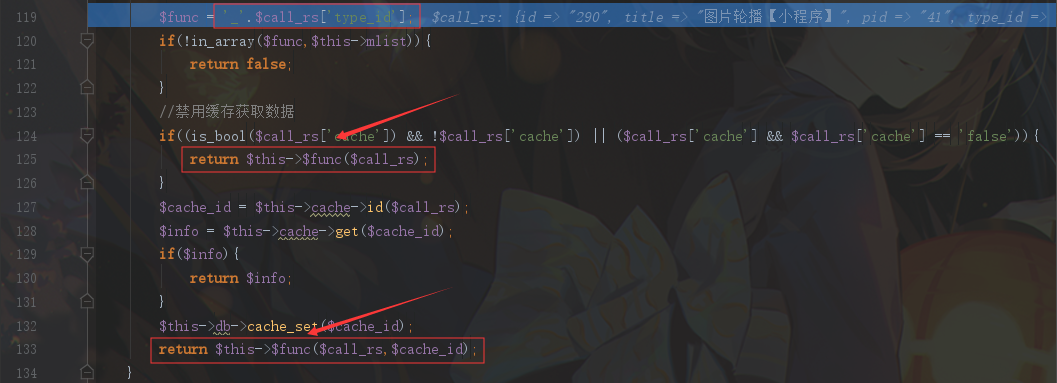 119 $func = '_'.$call_rs['type_id']; $call_rs: {id => "290", title => "图片轮播【小程序】", pid => "41", type_id =>
120 if(!in_array($func,$this->mlist)){
121 return false;
122 }
123 //禁用缓存获取数据
124 if((is_bool($call_rs['cache']) && !$call_rs['cache']) || ($call_rs['cache'] && $call_rs['cache'] == 'false')){
125 return $this->$func($call_rs);
126 }
127 $cache_id = $this->cache->id($call_rs);
128 $info = $this->cache->get($cache_id);
129 if($info){
130 return $info;
131 }
132 $this->db->cache_set($cache_id);
133 return $this->$func($call_rs,$cache_id);
134 }